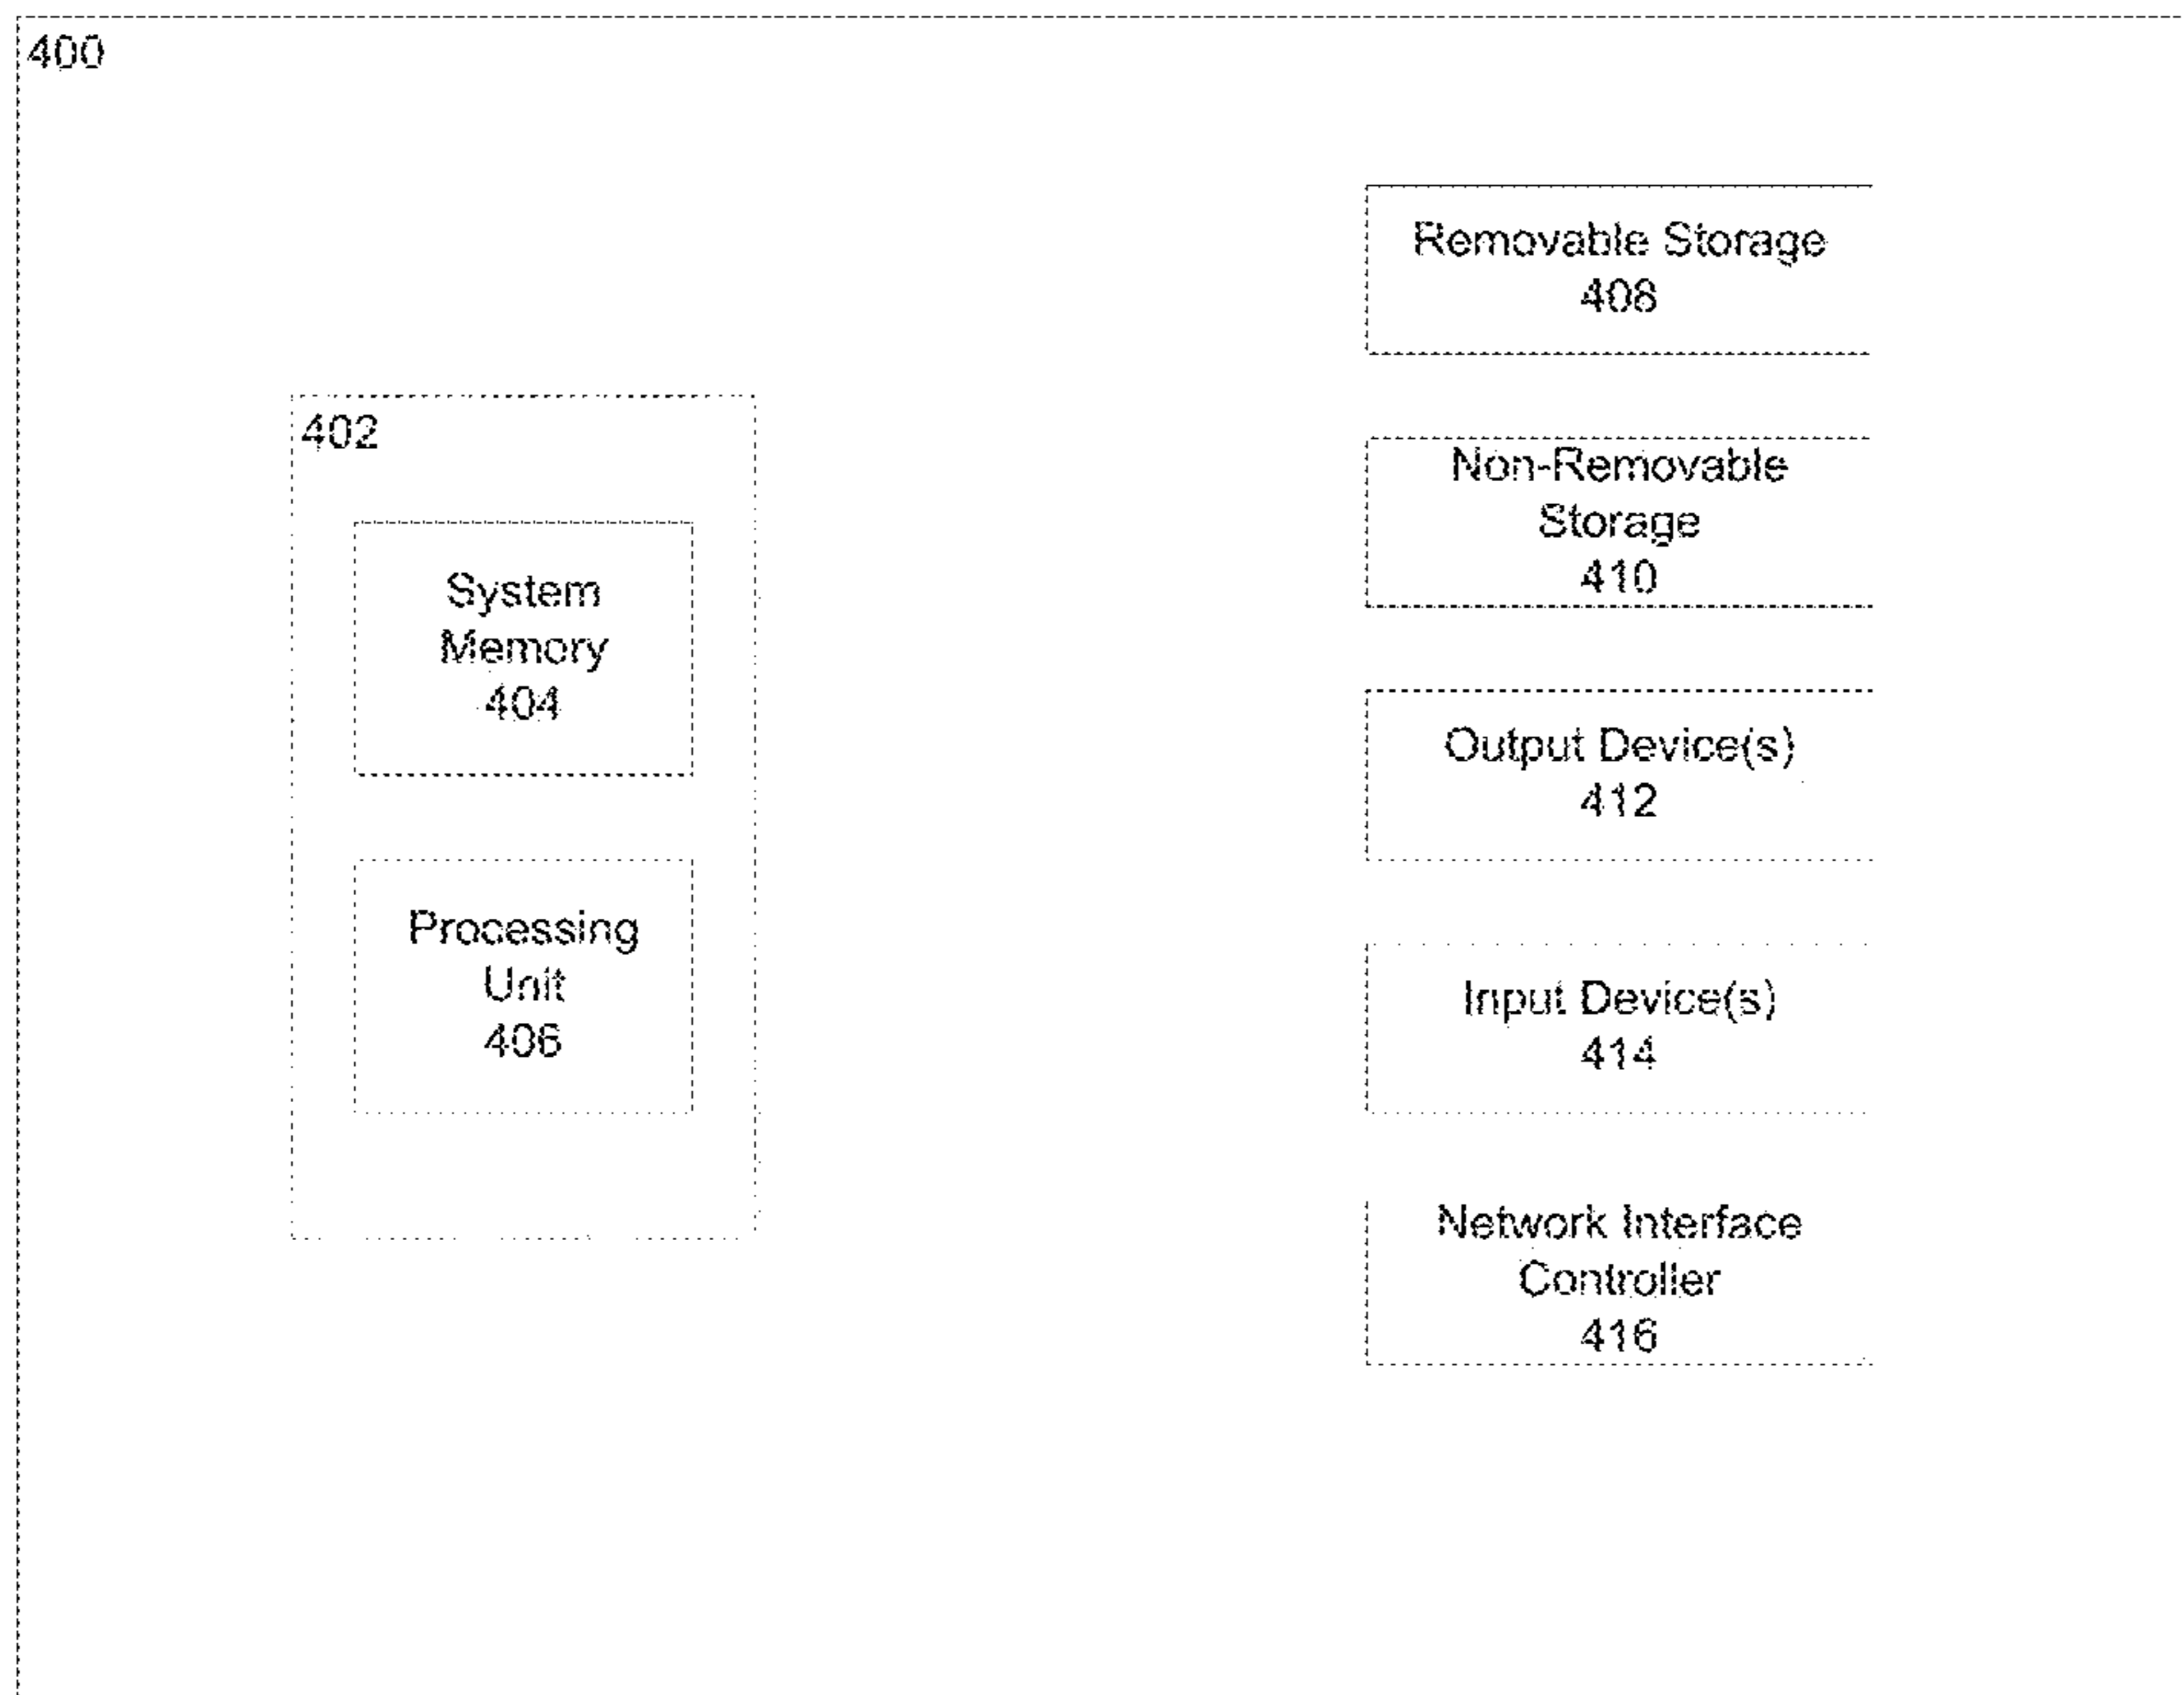 400
402
System
Memory
404
Processing
Unit
406
Removable Storage
408
Non-Removable
Storage
410
Output Device(s)
412
Input Device(s)
414
Network Interface
Controller
416